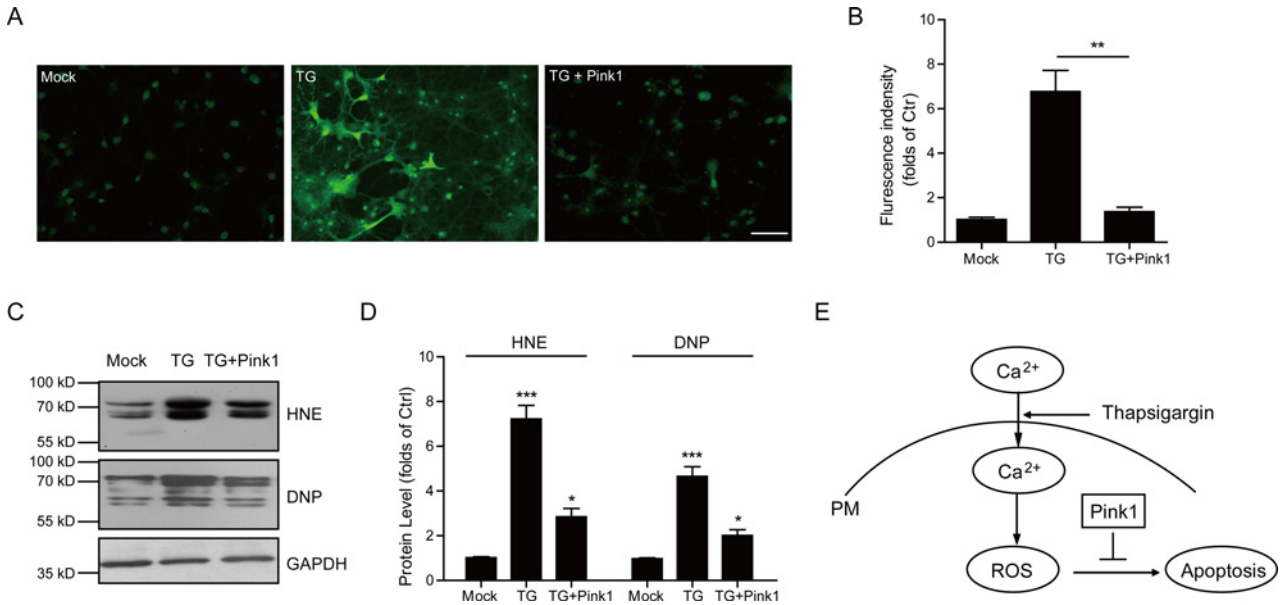 A
Mock
TG
TG + Pink1
B
Flurescence indensity
(folds of Ctr)
8
6
4
2
0
**
Mock
TG
TG+Pink1
C
Mock TG TG+Pink1
100 kD
70 kD
55 kD
HNE
100 kD
70 kD
55 kD
DNP
35 kD
GAPDH
D
Protein Level (folds of Ctrl)
10
8
6
4
2
0
HNE
DNP
***
*
***
*
Mock TG TG+Pink1 Mock TG TG+Pink1
E
Ca2+
Thapsigargin
Ca2+
PM
Pink1
ROS
Apoptosis